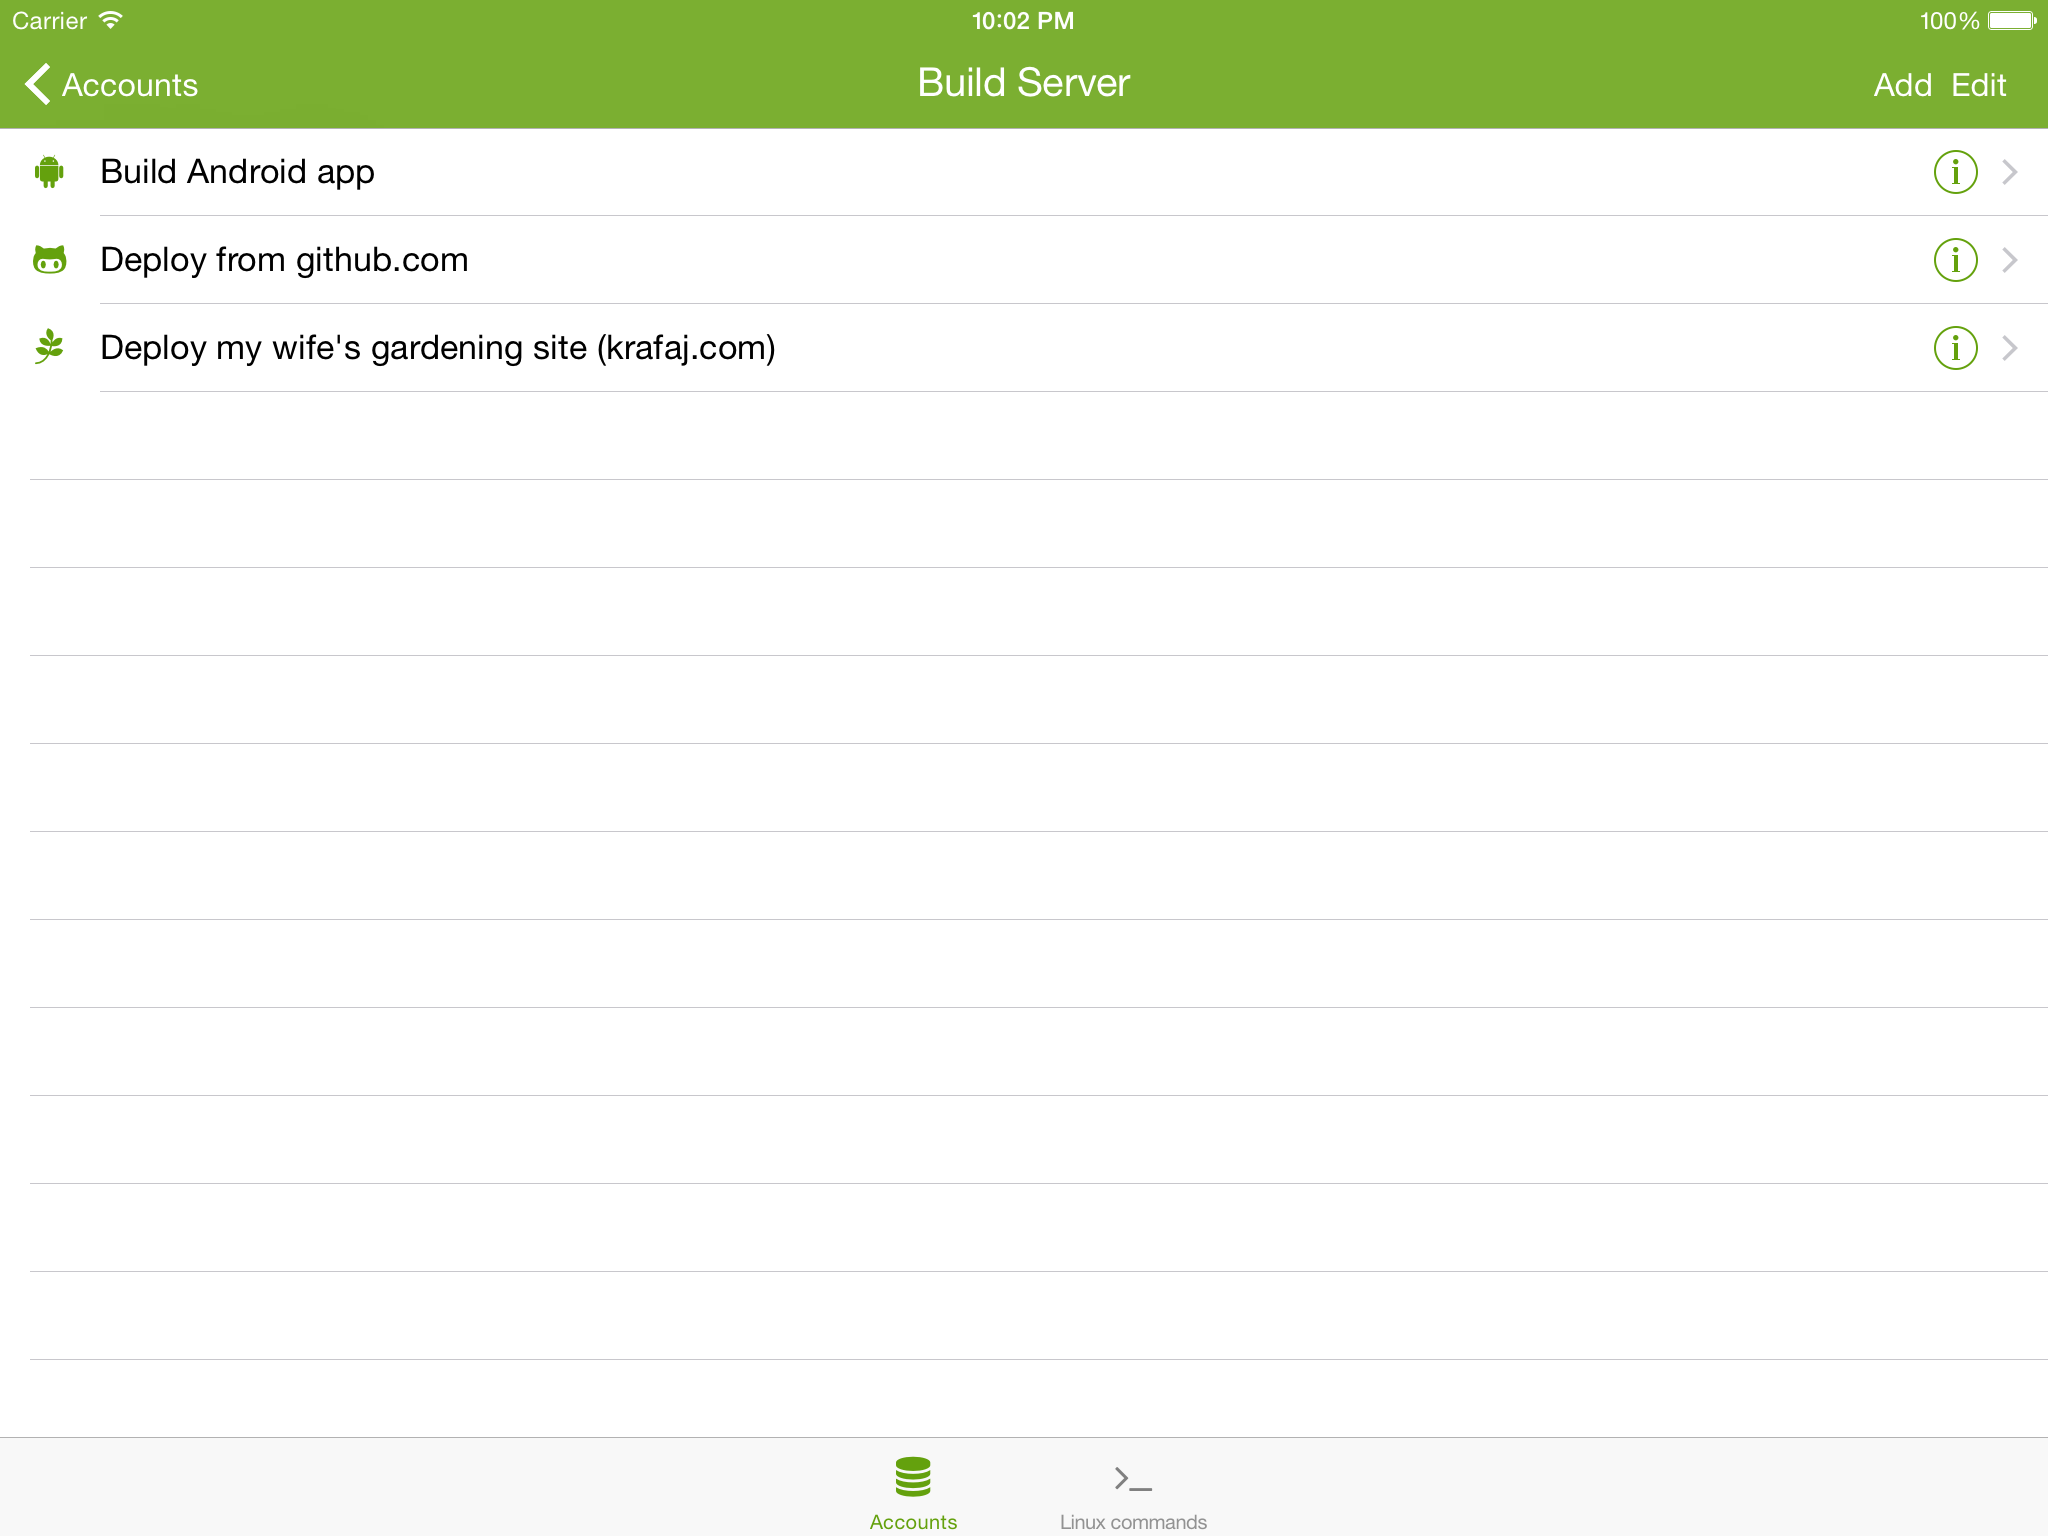 Carrier 10:02 PM 100%
Accounts Build Server Add Edit
Build Android app
Deploy from github.com
Deploy my wife's gardening site (krafaj.com)
Accounts Linux commands